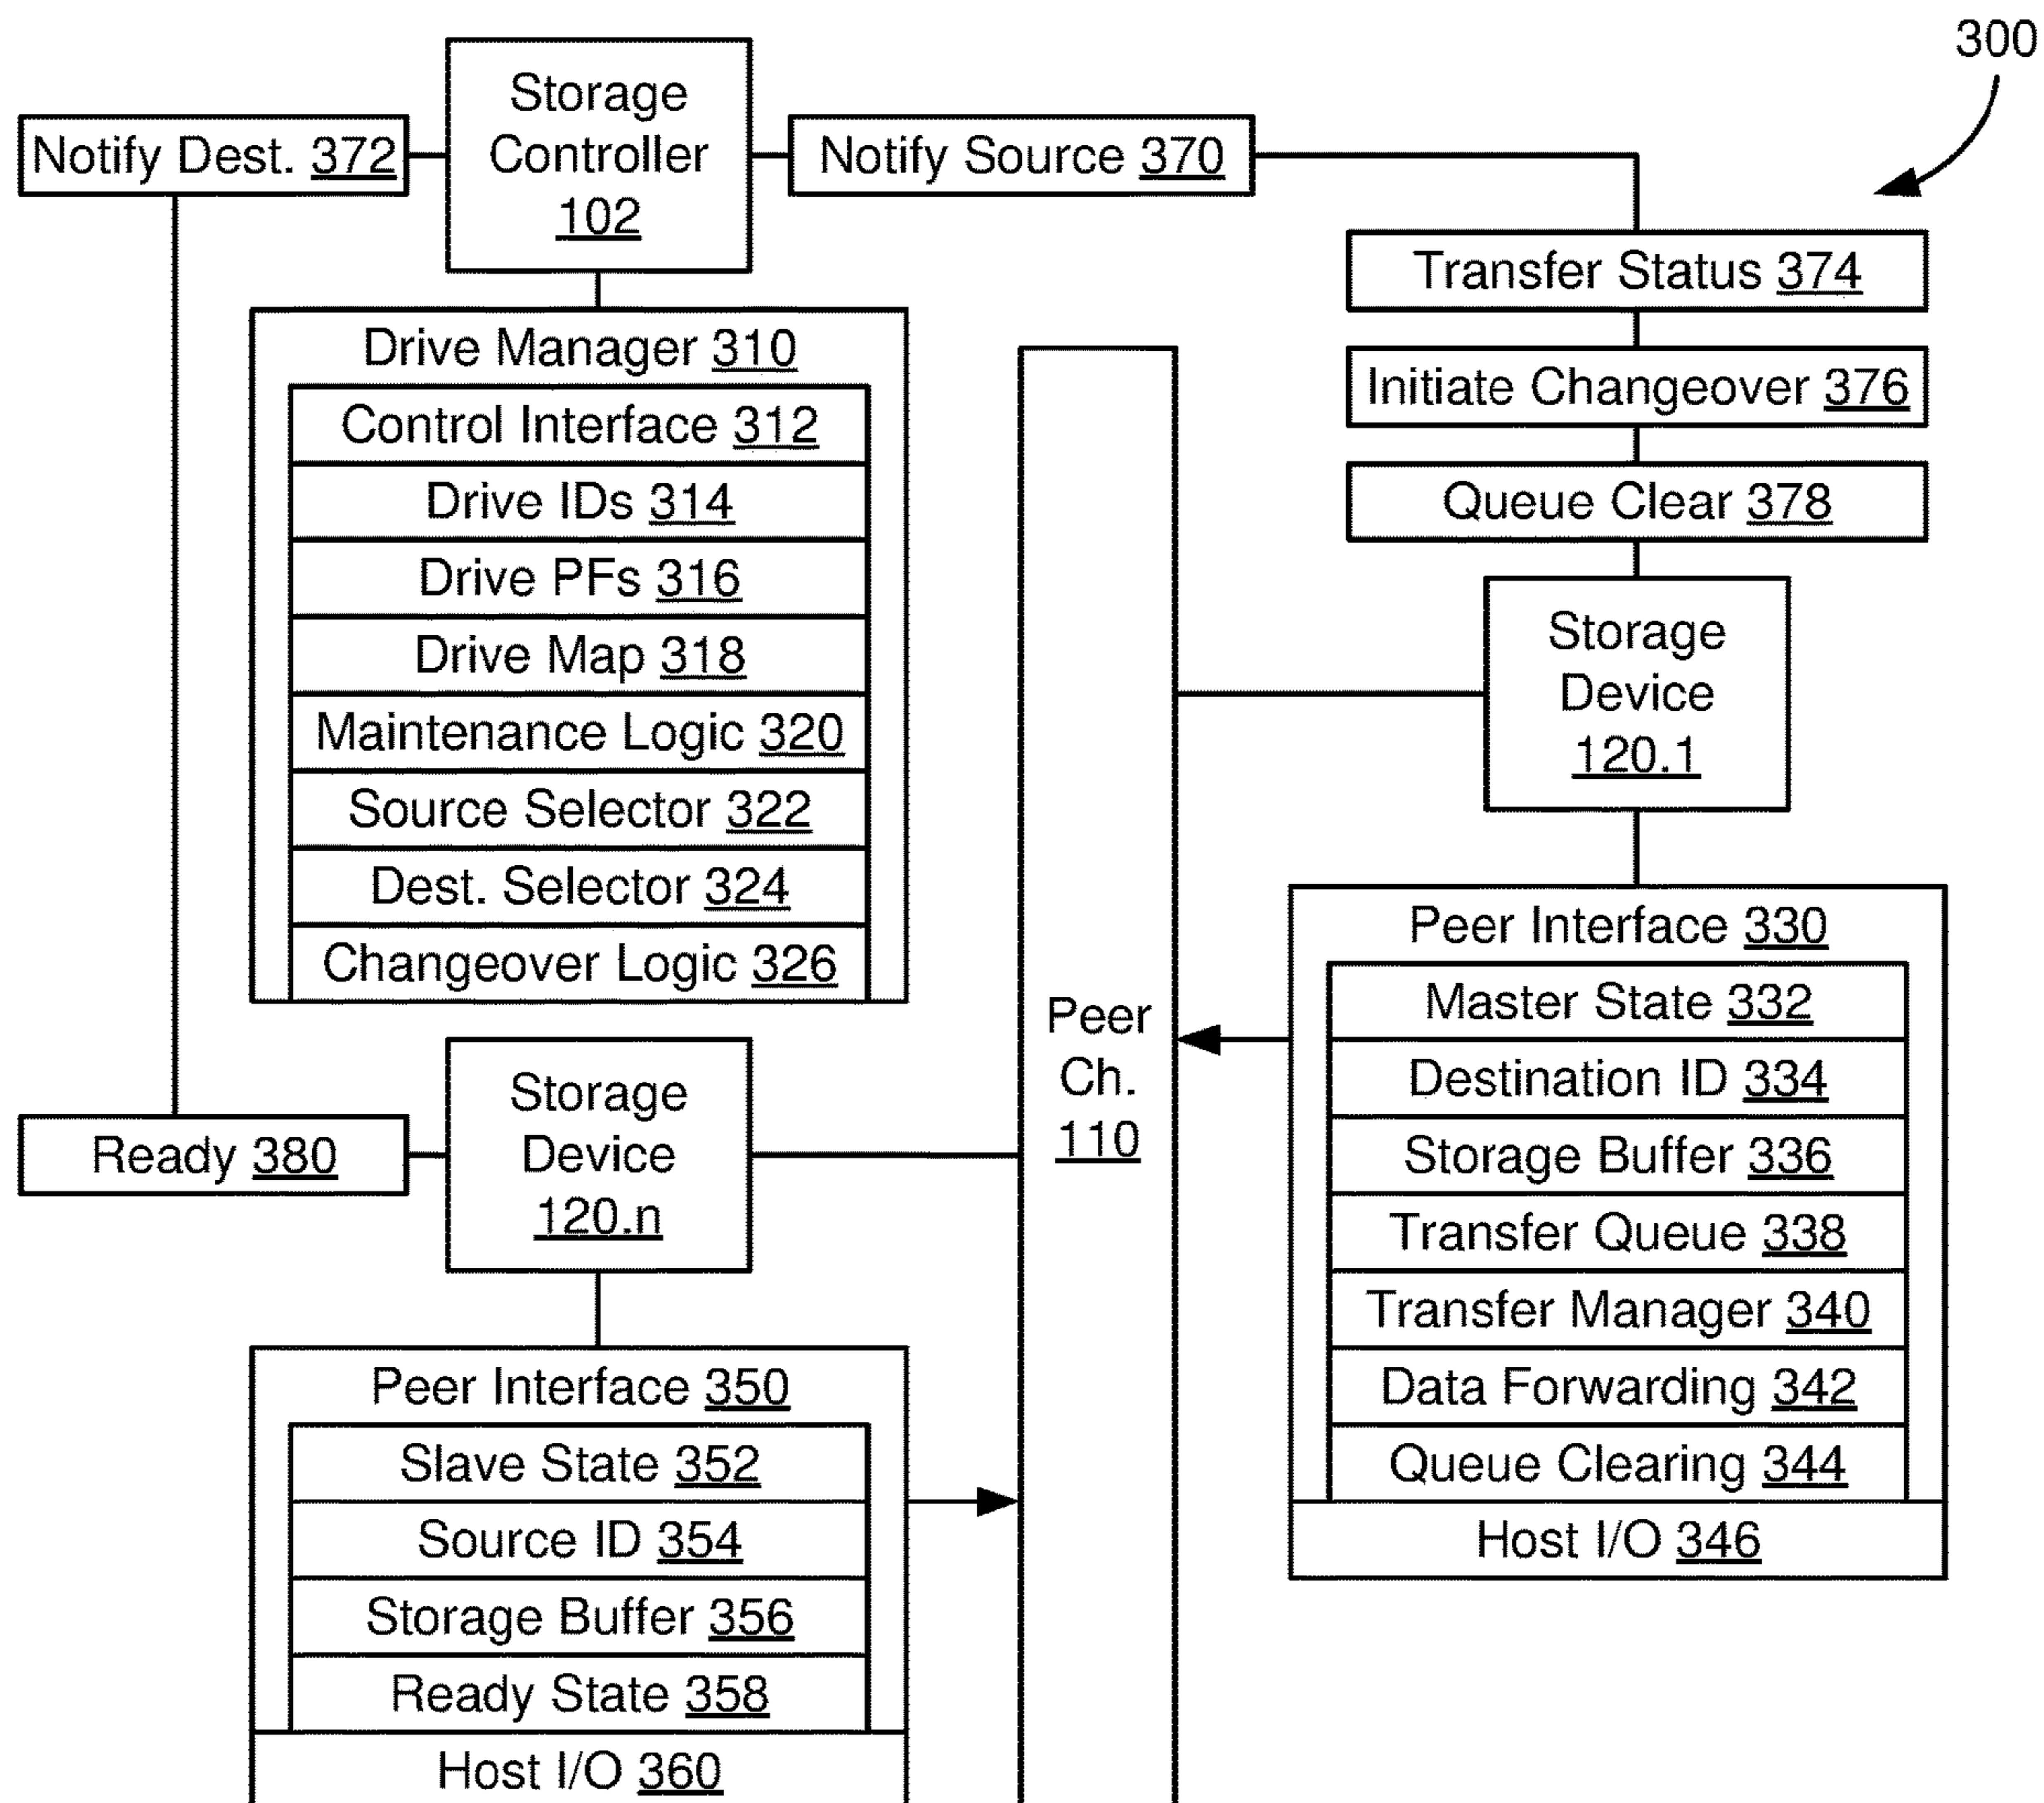 300
Storage
Controller
102
Notify Dest. 372
Notify Source 370
Transfer Status 374
Initiate Changeover 376
Queue Clear 378
Drive Manager 310
Control Interface 312
Drive IDs 314
Drive PFs 316
Drive Map 318
Maintenance Logic 320
Source Selector 322
Dest. Selector 324
Changeover Logic 326
Storage
Device
120.1
Peer
Ch.
110
Peer Interface 330
Master State 332
Destination ID 334
Storage Buffer 336
Transfer Queue 338
Transfer Manager 340
Data Forwarding 342
Queue Clearing 344
Host I/O 346
Ready 380
Storage
Device
120.n
Peer Interface 350
Slave State 352
Source ID 354
Storage Buffer 356
Ready State 358
Host I/O 360